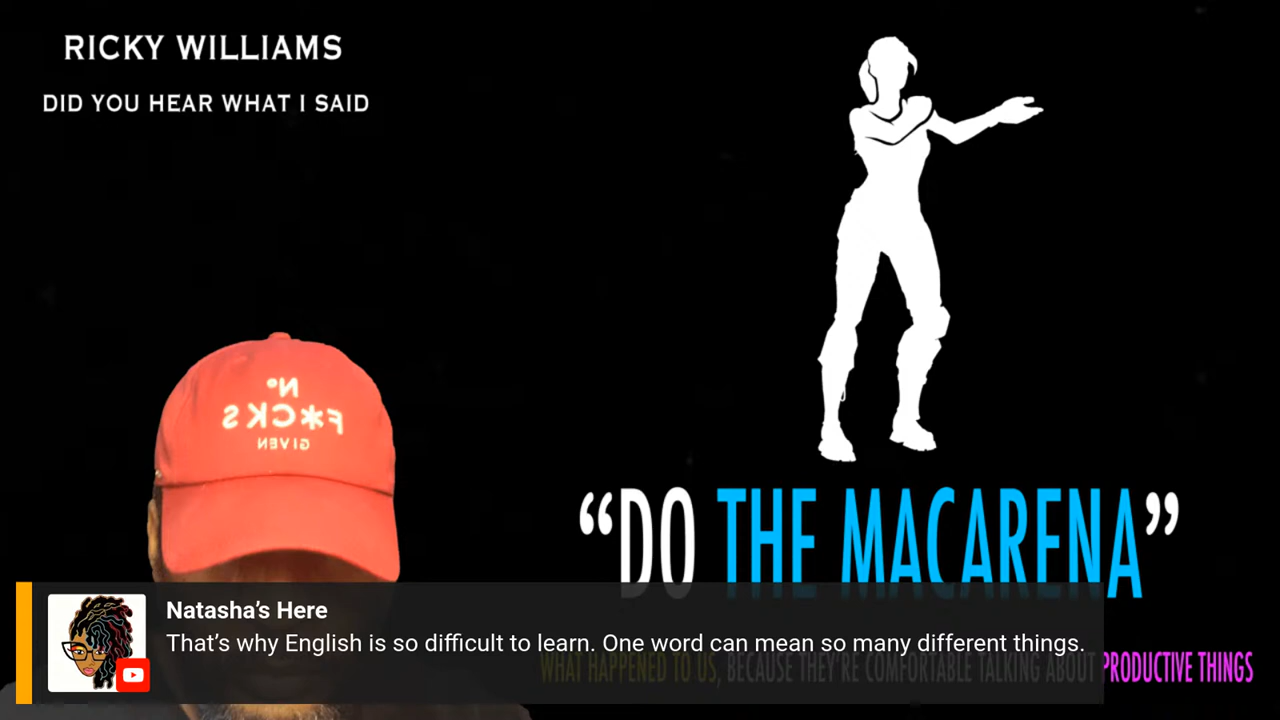 RICKY WILLIAMS
DID YOU HEAR WHAT I SAID
N°
F*CKS
GIVEN
“DO THE MACARENA”
Natasha’s Here
That’s why English is so difficult to learn. One word can mean so many different things.
WHAT HAPPENED TO US, BECAUSE THEY'RE COMFORTABLE TALKING ABOUT PRODUCTIVE THINGS